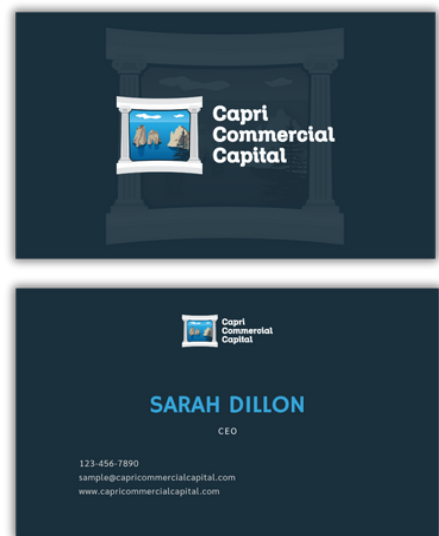 Capri
Commercial
Capital
Capri
Commercial
Capital
SARAH DILLON
CEO
123-456-7890
sample@capricommercialcapital.com
www.capricommercialcapital.com